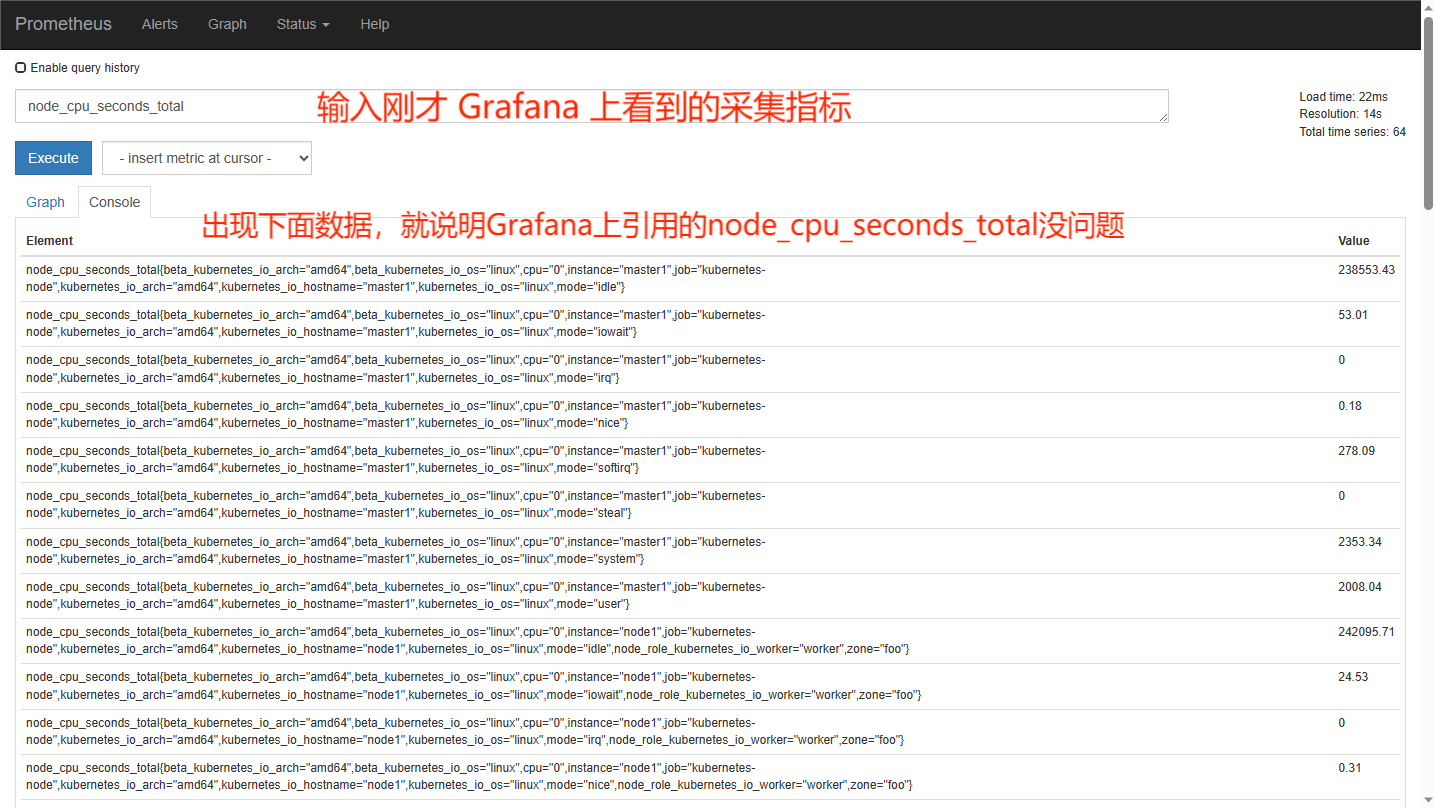 Prometheus Alerts Graph Status Help
Enable query history
node_cpu_seconds_total
输入刚才 Grafana 上看到的采集指标
Load time: 22ms
Resolution: 14s
Total time series: 64
Execute
- insert metric at cursor -
Graph Console
出现下面数据，就说明Grafana上引用的node_cpu_seconds_total没问题
Element Value
node_cpu_seconds_total{beta_kubernetes_io_arch="amd64",beta_kubernetes_io_os="linux",cpu="0",instance="master1",job="kubernetes- 238553.43
node",kubernetes_io_arch="amd64",kubernetes_io_hostname="master1",kubernetes_io_os="linux",mode="idle"}
node_cpu_seconds_total{beta_kubernetes_io_arch="amd64",beta_kubernetes_io_os="linux",cpu="0",instance="master1",job="kubernetes- 53.01
node",kubernetes_io_arch="amd64",kubernetes_io_hostname="master1",kubernetes_io_os="linux",mode="iowait"}
node_cpu_seconds_total{beta_kubernetes_io_arch="amd64",beta_kubernetes_io_os="linux",cpu="0",instance="master1",job="kubernetes- 0
node",kubernetes_io_arch="amd64",kubernetes_io_hostname="master1",kubernetes_io_os="linux",mode="irq"}
node_cpu_seconds_total{beta_kubernetes_io_arch="amd64",beta_kubernetes_io_os="linux",cpu="0",instance="master1",job="kubernetes- 0.18
node",kubernetes_io_arch="amd64",kubernetes_io_hostname="master1",kubernetes_io_os="linux",mode="nice"}
node_cpu_seconds_total{beta_kubernetes_io_arch="amd64",beta_kubernetes_io_os="linux",cpu="0",instance="master1",job="kubernetes- 278.09
node",kubernetes_io_arch="amd64",kubernetes_io_hostname="master1",kubernetes_io_os="linux",mode="softirq"}
node_cpu_seconds_total{beta_kubernetes_io_arch="amd64",beta_kubernetes_io_os="linux",cpu="0",instance="master1",job="kubernetes- 0
node",kubernetes_io_arch="amd64",kubernetes_io_hostname="master1",kubernetes_io_os="linux",mode="steal"}
node_cpu_seconds_total{beta_kubernetes_io_arch="amd64",beta_kubernetes_io_os="linux",cpu="0",instance="master1",job="kubernetes- 2353.34
node",kubernetes_io_arch="amd64",kubernetes_io_hostname="master1",kubernetes_io_os="linux",mode="system"}
node_cpu_seconds_total{beta_kubernetes_io_arch="amd64",beta_kubernetes_io_os="linux",cpu="0",instance="master1",job="kubernetes- 2008.04
node",kubernetes_io_arch="amd64",kubernetes_io_hostname="master1",kubernetes_io_os="linux",mode="user"}
node_cpu_seconds_total{beta_kubernetes_io_arch="amd64",beta_kubernetes_io_os="linux",cpu="0",instance="node1",job="kubernetes- 242095.71
node",kubernetes_io_arch="amd64",kubernetes_io_hostname="node1",kubernetes_io_os="linux",mode="idle",node_role_kubernetes_io_worker="worker",zone="foo"}
node_cpu_seconds_total{beta_kubernetes_io_arch="amd64",beta_kubernetes_io_os="linux",cpu="0",instance="node1",job="kubernetes- 24.53
node",kubernetes_io_arch="amd64",kubernetes_io_hostname="node1",kubernetes_io_os="linux",mode="iowait",node_role_kubernetes_io_worker="worker",zone="foo"}
node_cpu_seconds_total{beta_kubernetes_io_arch="amd64",beta_kubernetes_io_os="linux",cpu="0",instance="node1",job="kubernetes- 0
node",kubernetes_io_arch="amd64",kubernetes_io_hostname="node1",kubernetes_io_os="linux",mode="irq",node_role_kubernetes_io_worker="worker",zone="foo"}
node_cpu_seconds_total{beta_kubernetes_io_arch="amd64",beta_kubernetes_io_os="linux",cpu="0",instance="node1",job="kubernetes- 0.31
node",kubernetes_io_arch="amd64",kubernetes_io_hostname="node1",kubernetes_io_os="linux",mode="nice",node_role_kubernetes_io_worker="worker",zone="foo"}